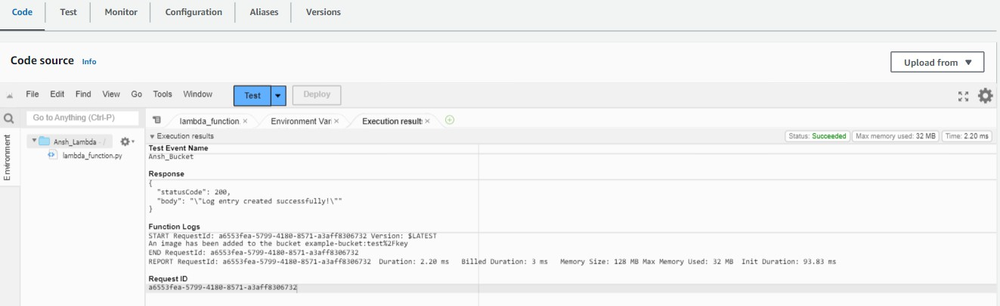 Code Test Monitor Configuration Aliases Versions
Code source Info
Upload from
File Edit Find View Go Tools Window Test Deploy
Go to Anything (Ctrl-P)
lambda_function. Environment Var Execution results
Environment
Ansh_Lambda - /
lambda_function.py
Execution results
Status: Succeeded Max memory used: 32 MB Time: 2.20 ms
Test Event Name
Ansh_Bucket
Response
{
"statusCode": 200,
"body": "\"Log entry created successfully!\""
}
Function Logs
START RequestId: a6553fea-5799-4180-8571-a3aff8306732 Version: $LATEST
An image has been added to the bucket example-bucket:test%2Fkey
END RequestId: a6553fea-5799-4180-8571-a3aff8306732
REPORT RequestId: a6553fea-5799-4180-8571-a3aff8306732 Duration: 2.20 ms Billed Duration: 3 ms Memory Size: 128 MB Max Memory Used: 32 MB Init Duration: 93.83 ms
Request ID
a6553fea-5799-4180-8571-a3aff8306732